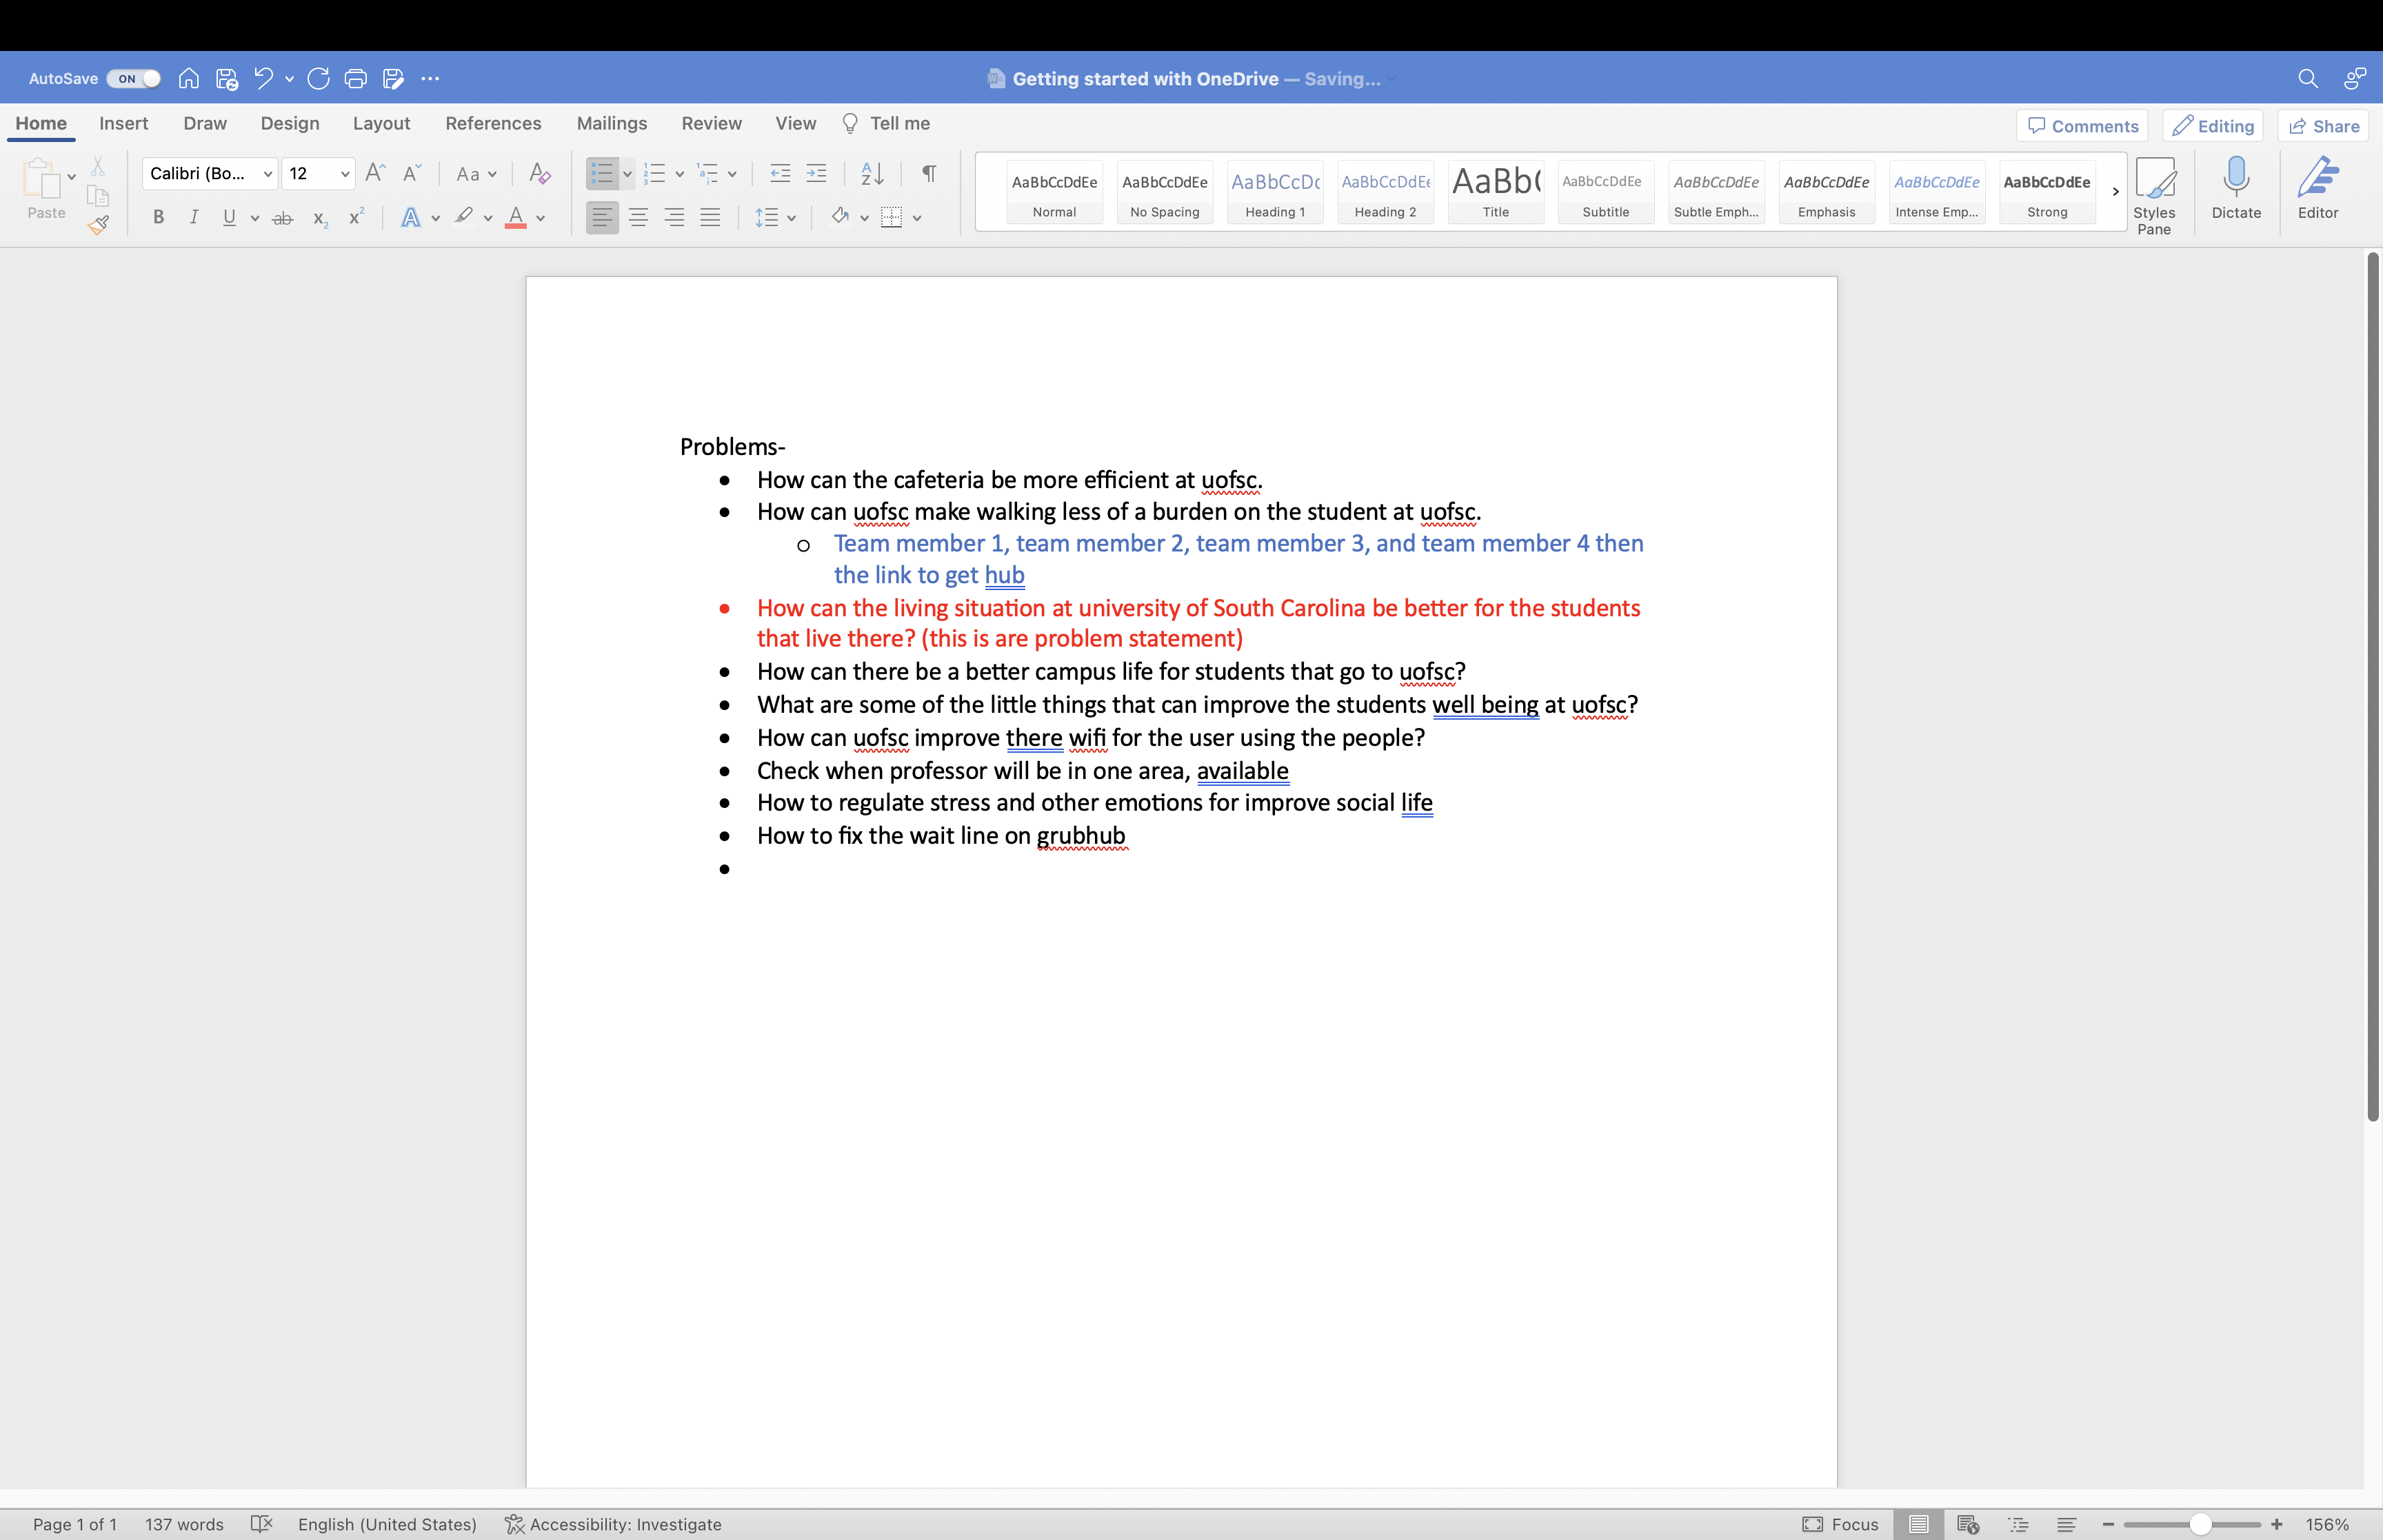 AutoSave ON Getting started with OneDrive — Saving...
Home Insert Draw Design Layout References Mailings Review View Tell me Comments Editing Share
Paste Calibri (Bo... 12 Aa
AaBbCcDdEe AaBbCcDdEe AaBbCcDc AaBbCcDdEe AaBb( AaBbCcDdEe AaBbCcDdEe AaBbCcDdEe AaBbCcDdEe AaBbCcDdEe
Normal No Spacing Heading 1 Heading 2 Title Subtitle Subtle Emph... Emphasis Intense Emp... Strong
Styles Pane Dictate Editor
Problems-
• How can the cafeteria be more efficient at uofsc.
• How can uofsc make walking less of a burden on the student at uofsc.
o Team member 1, team member 2, team member 3, and team member 4 then
the link to get hub
• How can the living situation at university of South Carolina be better for the students
that live there? (this is are problem statement)
• How can there be a better campus life for students that go to uofsc?
• What are some of the little things that can improve the students well being at uofsc?
• How can uofsc improve there wifi for the user using the people?
• Check when professor will be in one area, available
• How to regulate stress and other emotions for improve social life
• How to fix the wait line on grubhub
•
Page 1 of 1 137 words English (United States) Accessibility: Investigate Focus 156%